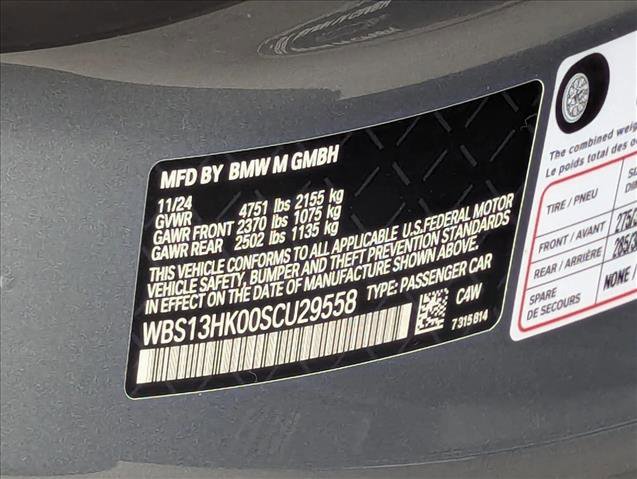 MFD BY BMW M GMBH
11/24
GVWR 4751 lbs 2155 kg
GAWR FRONT 2370 lbs 1075 kg
GAWR REAR 2502 lbs 1135 kg
THIS VEHICLE CONFORMS TO ALL APPLICABLE U.S.FEDERAL MOTOR
VEHICLE SAFETY, BUMPER AND THEFT PREVENTION STANDARDS
IN EFFECT ON THE DATE OF MANUFACTURE SHOWN ABOVE.
WBS13HK00SCU29558 TYPE: PASSENGER CAR
C4W
7315814
The combined
Le poids total des
TIRE / PNEU
FRONT / AVANT
REAR / ARRIÈRE
SPARE
DE SECOURS
NONE